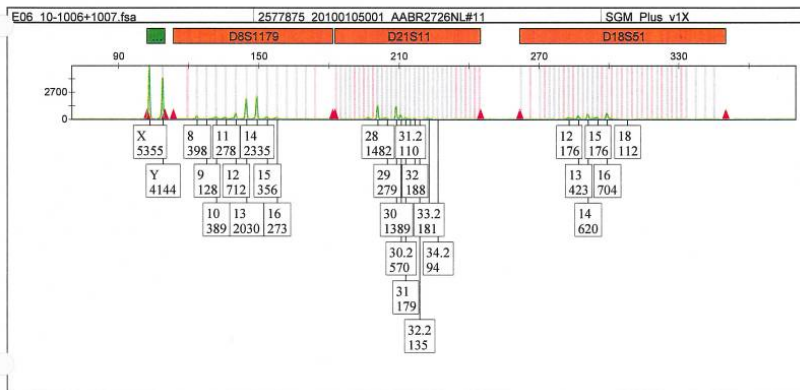 E06 10-1006+1007.fsa 2577875 20100105001 AABR2726NL#11 SGM Plus v1X
... D8S1179 D21S11 D18S51
90 150 210 270 330
2700
0
X 8 11 14 28 31.2 12 15 18
5355 398 278 2335 1482 110 176 176 112
Y 9 12 15 29 32 13 16
4144 128 712 356 279 188 423 704
10 13 16 30 33.2 14
389 2030 273 1389 181 620
30.2 34.2
570 94
31
179
32.2
135